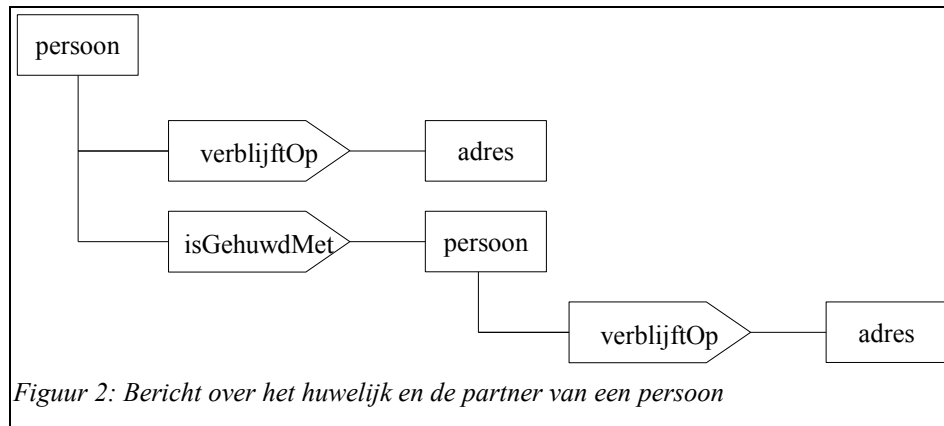 persoon
verblijftOp
adres
isGehuwdMet
persoon
verblijftOp
adres
Figuur 2: Bericht over het huwelijk en de partner van een persoon